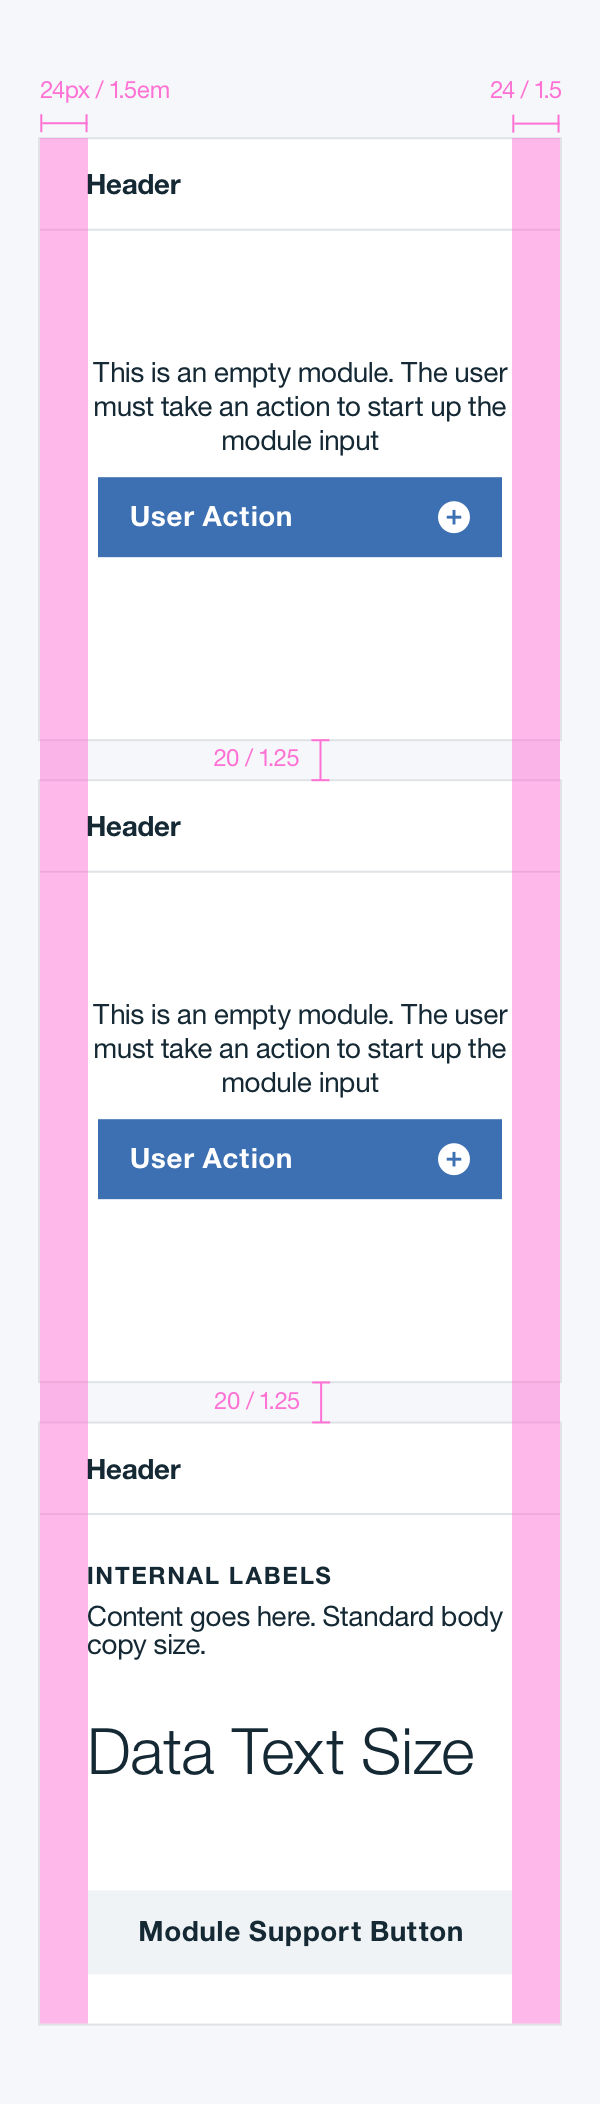 24px / 1.5em 24 / 1.5
Header
This is an empty module. The user
must take an action to start up the
module input
User Action
20 / 1.25
Header
This is an empty module. The user
must take an action to start up the
module input
User Action
20 / 1.25
Header
INTERNAL LABELS
Content goes here. Standard body
copy size.
Data Text Size
Module Support Button